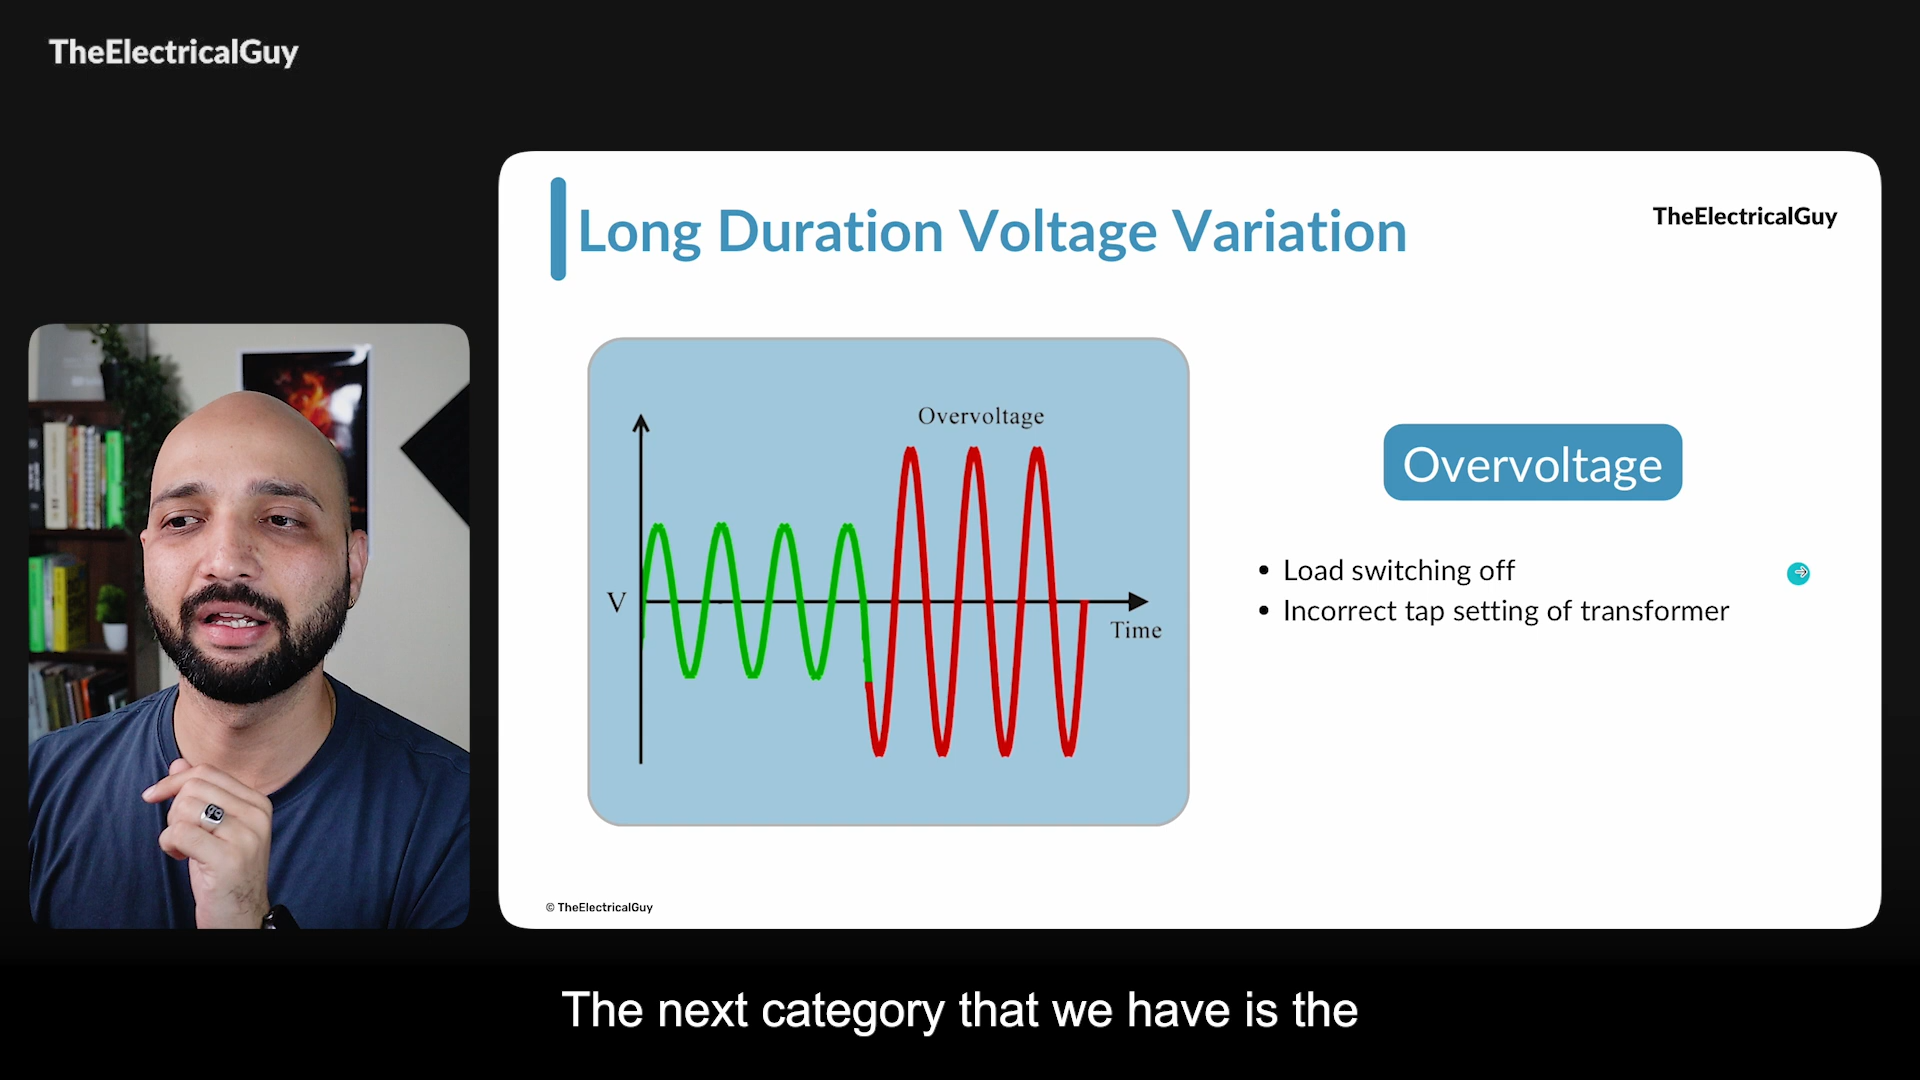 TheElectricalGuy
Long Duration Voltage Variation
TheElectricalGuy
Overvoltage
V
Time
Overvoltage
• Load switching off
• Incorrect tap setting of transformer
© TheElectricalGuy
The next category that we have is the